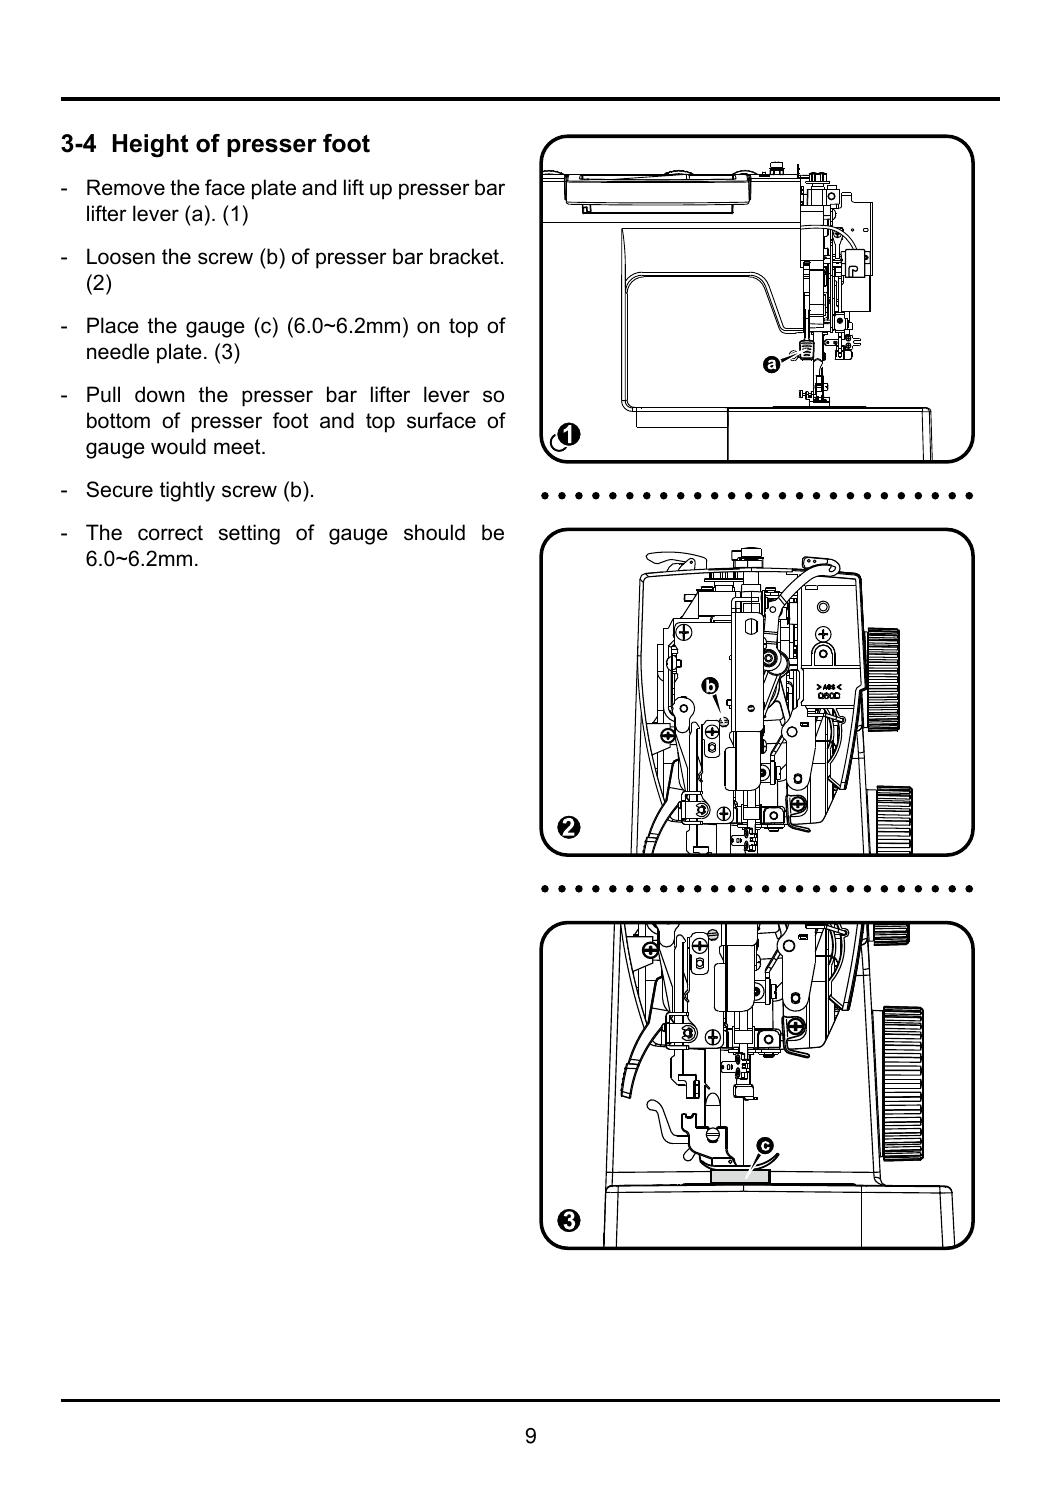 3-4 Height of presser foot
- Remove the face plate and lift up presser bar
lifter lever (a). (1)
- Loosen the screw (b) of presser bar bracket.
(2)
- Place the gauge (c) (6.0~6.2mm) on top of
needle plate. (3)
- Pull down the presser bar lifter lever so
bottom of presser foot and top surface of
gauge would meet.
- Secure tightly screw (b).
- The correct setting of gauge should be
6.0~6.2mm.
a
1
b
>ABS<
2
c
3
9